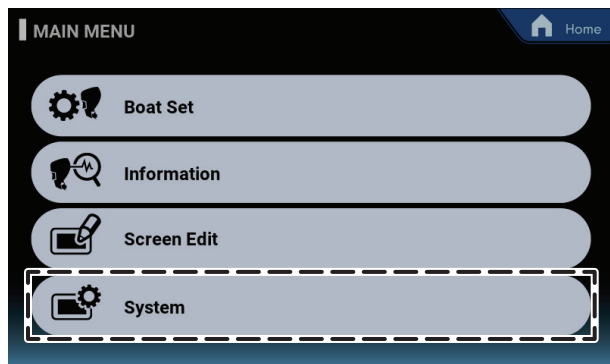 MAIN MENU
Home
Boat Set
Information
Screen Edit
System